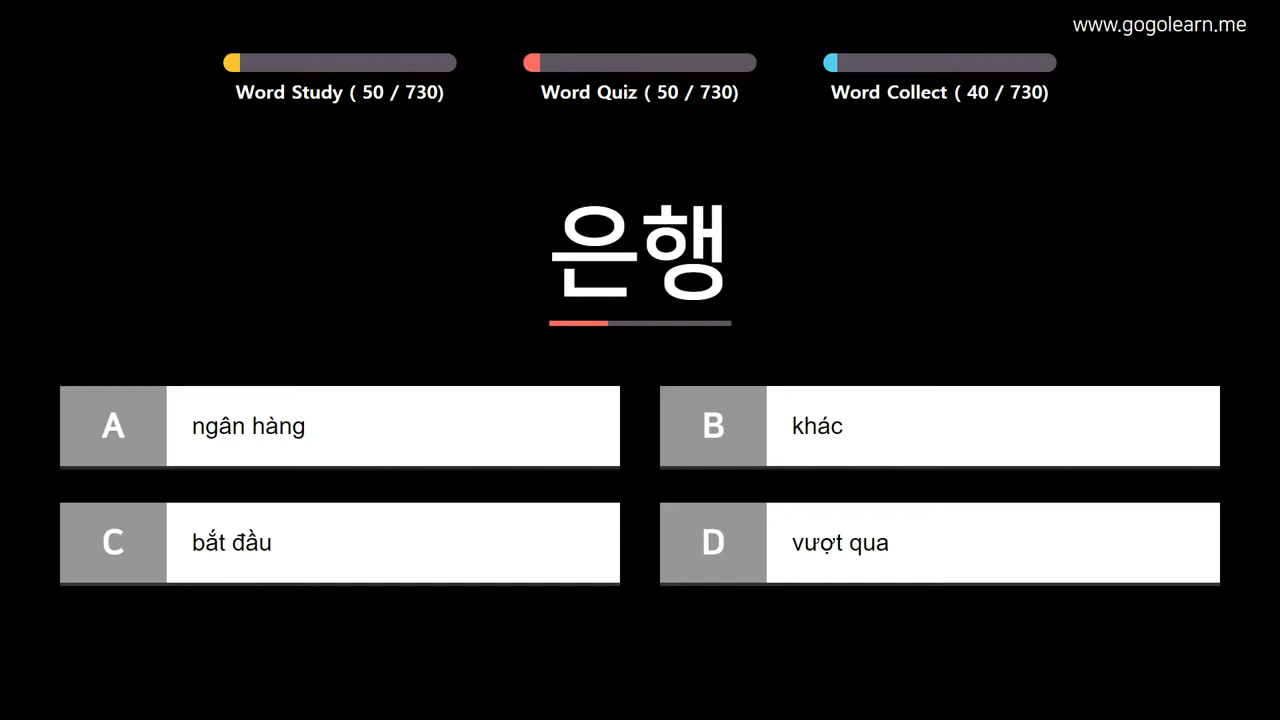 www.gogolearn.me
Word Study ( 50 / 730)
Word Quiz ( 50 / 730)
Word Collect ( 40 / 730)
은행
A ngân hàng
B khác
C bắt đầu
D vượt qua